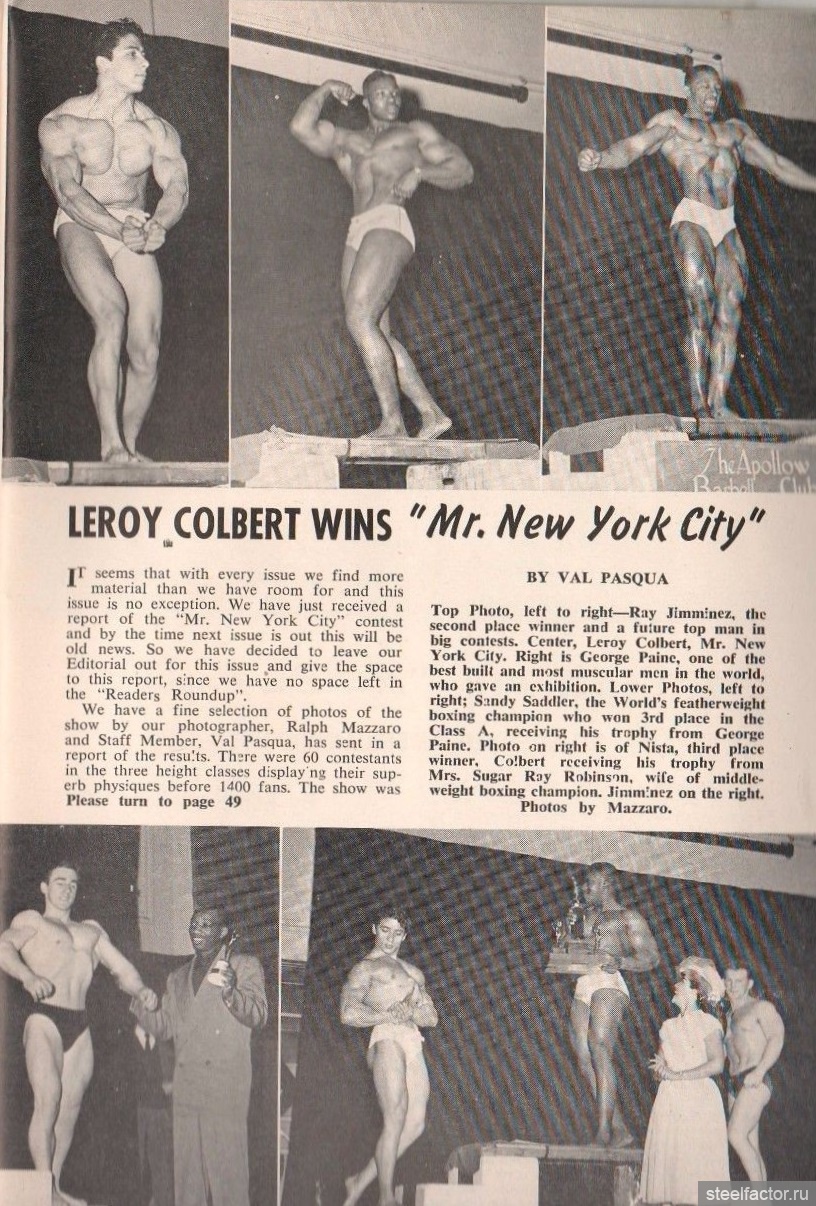 The Apollow
Barbell Club
LEROY COLBERT WINS "Mr. New York City"
IT seems that with every issue we find more
material than we have room for and this
issue is no exception. We have just received a
report of the "Mr. New York City" contest
and by the time next issue is out this will be
old news. So we have decided to leave our
Editorial out for this issue and give the space
to this report, since we have no space left in
the "Readers Roundup".
We have a fine selection of photos of the
show by our photographer, Ralph Mazzaro
and Staff Member, Val Pasqua, has sent in a
report of the results. There were 60 contestants
in the three height classes display'ng their sup-
erb physiques before 1400 fans. The show was
Please turn to page 49
BY VAL PASQUA
Top Photo, left to right—Ray Jimminez, the
second place winner and a future top man in
big contests. Center, Leroy Colbert, Mr. New
York City. Right is George Paine, one of the
best built and most muscular men in the world,
who gave an exhibition. Lower Photos, left to
right; Sandy Saddler, the World's featherweight
boxing champion who won 3rd place in the
Class A, receiving his trophy from George
Paine. Photo on right is of Nista, third place
winner, Colbert receiving his trophy from
Mrs. Sugar Ray Robinson, wife of middle-
weight boxing champion. Jimminez on the right.
Photos by Mazzaro.
steelfactor.ru